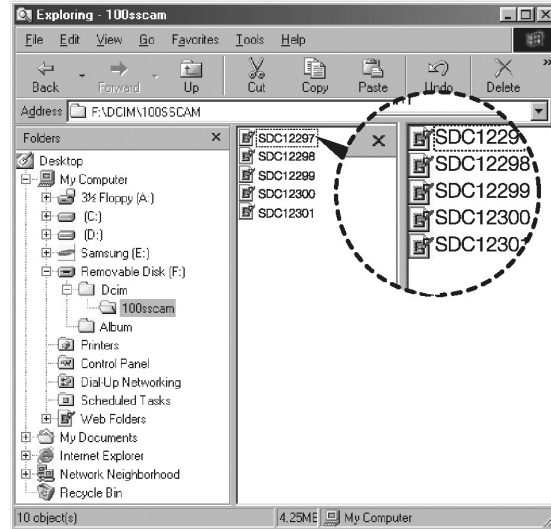 Exploring - 100sscam
File Edit View Go Favorites Tools Help
Back Forward Up Cut Copy Paste Undo Delete
Address F:\DCIM\100SSCAM
Folders
Desktop
My Computer
3½ Floppy (A:)
(C:)
(D:)
Samsung (E:)
Removable Disk (F:)
Dcim
100sscam
Album
Printers
Control Panel
Dial-Up Networking
Scheduled Tasks
Web Folders
My Documents
Internet Explorer
Network Neighborhood
Recycle Bin
SDC12297
SDC12298
SDC12299
SDC12300
SDC12301
SDC1229
SDC12298
SDC12299
SDC12300
SDC1230
10 object(s) 4.25ME My Computer